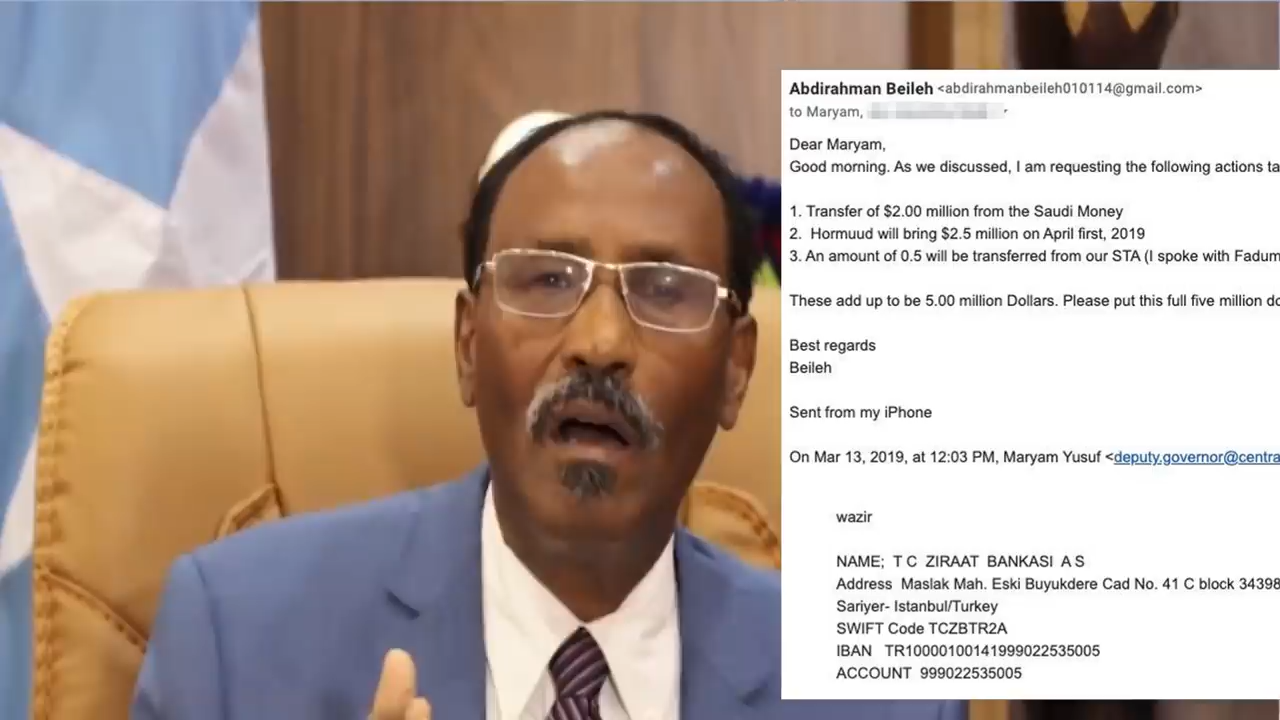 Abdirahman Beileh <abdirahmanbeileh010114@gmail.com>
to Maryam,
Dear Maryam,
Good morning. As we discussed, I am requesting the following actions ta
1. Transfer of $2.00 million from the Saudi Money
2. Hormuud will bring $2.5 million on April first, 2019
3. An amount of 0.5 will be transferred from our STA (I spoke with Fadum
These add up to be 5.00 million Dollars. Please put this full five million do
Best regards
Beileh
Sent from my iPhone
On Mar 13, 2019, at 12:03 PM, Maryam Yusuf <deputy.governor@centra
wazir
NAME; T C ZIRAAT BANKASI A S
Address Maslak Mah. Eski Buyukdere Cad No. 41 C block 34398
Sariyer- Istanbul/Turkey
SWIFT Code TCZBTR2A
IBAN TR10000100141999022535005
ACCOUNT 999022535005